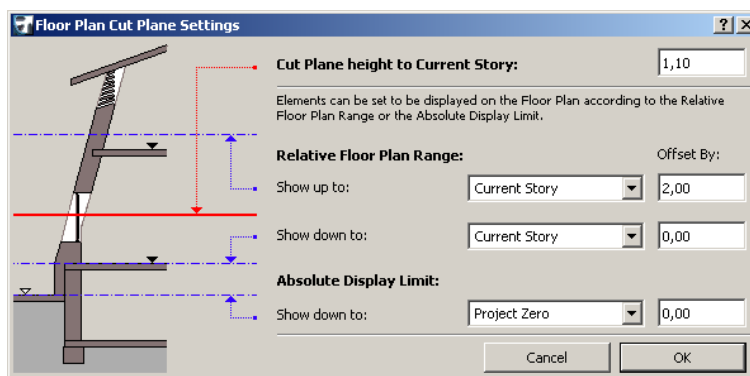 Floor Plan Cut Plane Settings
Cut Plane height to Current Story: 1,10
Elements can be set to be displayed on the Floor Plan according to the Relative
Floor Plan Range or the Absolute Display Limit.
Relative Floor Plan Range: Offset By:
Show up to: Current Story 2,00
Show down to: Current Story 0,00
Absolute Display Limit:
Show down to: Project Zero 0,00
Cancel OK